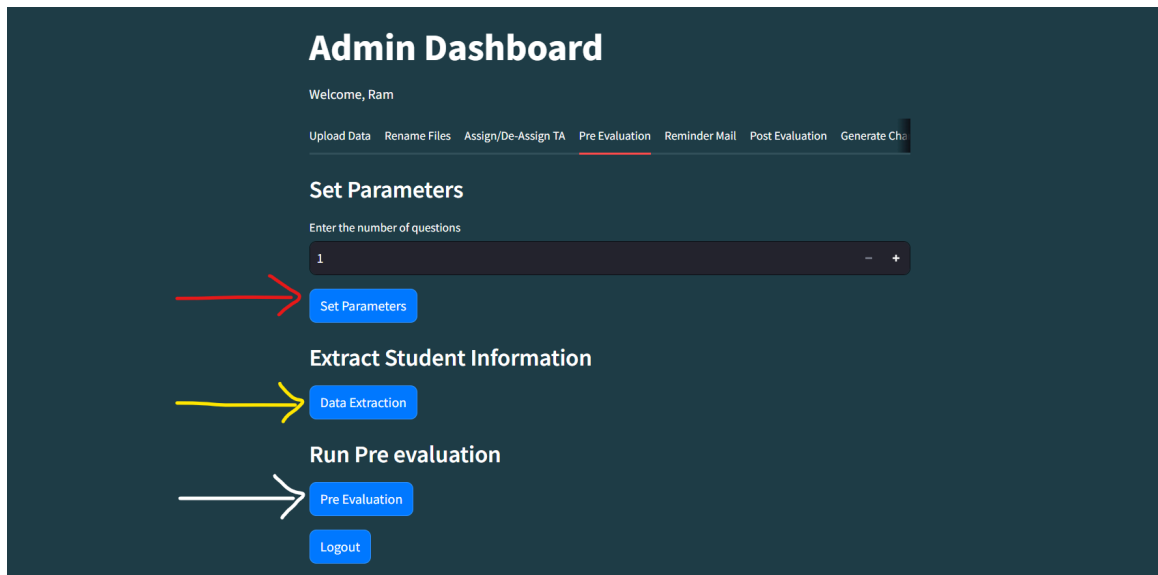 Admin Dashboard
Welcome, Ram
Upload Data Rename Files Assign/De-Assign TA Pre Evaluation Reminder Mail Post Evaluation Generate Cha
Set Parameters
Enter the number of questions
1 − +
Set Parameters
Extract Student Information
Data Extraction
Run Pre evaluation
Pre Evaluation
Logout